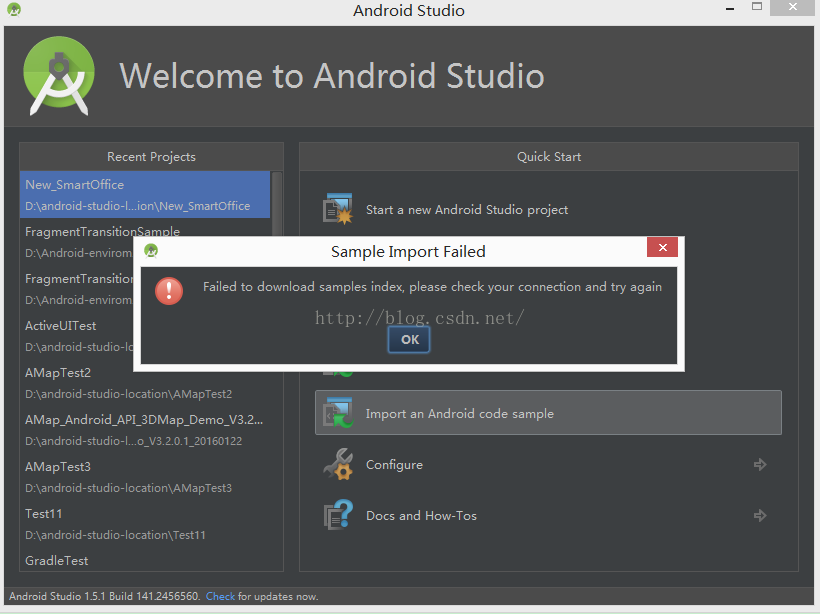 Android Studio
Welcome to Android Studio
Recent Projects
New_SmartOffice
D:\android-studio-l...ion\New_SmartOffice
FragmentTransitionSample
D:\Android-envirom
FragmentTransition
D:\Android-envirom
ActiveUITest
D:\android-studio-lo
AMapTest2
D:\android-studio-location\AMapTest2
AMap_Android_API_3DMap_Demo_V3.2...
D:\android-studio-l...o_V3.2.0.1_20160122
AMapTest3
D:\android-studio-location\AMapTest3
Test11
D:\android-studio-location\Test11
GradleTest
Quick Start
Start a new Android Studio project
Sample Import Failed
Failed to download samples index, please check your connection and try again
http://blog.csdn.net/
OK
Import an Android code sample
Configure
Docs and How-Tos
Android Studio 1.5.1 Build 141.2456560. Check for updates now.